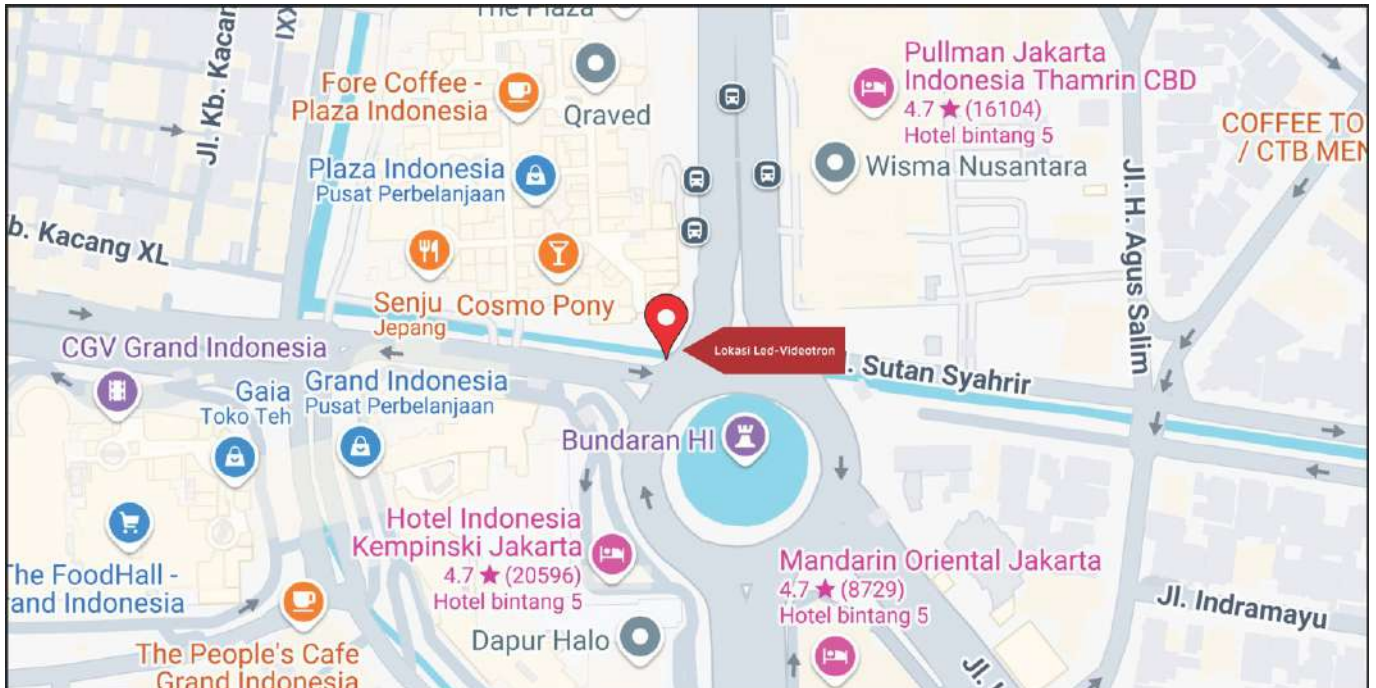 The Plaza
Jl. Kb. Kacan
XXI
Fore Coffee -
Plaza Indonesia
Qraved
Pullman Jakarta
Indonesia Thamrin CBD
4.7 ★ (16104)
Hotel bintang 5
COFFEE TO
/ CTB MEN
Plaza Indonesia
Pusat Perbelanjaan
Wisma Nusantara
Jl. H. Agus Salim
b. Kacang XL
Senju
Jepang
Cosmo Pony
Lokasi Led-Videotron
CGV Grand Indonesia
. Sutan Syahrir
Gaia
Toko Teh
Grand Indonesia
Pusat Perbelanjaan
Bundaran HI
Hotel Indonesia
Kempinski Jakarta
4.7 ★ (20596)
Hotel bintang 5
Mandarin Oriental Jakarta
4.7 ★ (8729)
Hotel bintang 5
The FoodHall -
rand Indonesia
Jl. Indramayu
Dapur Halo
The People's Cafe
Grand Indonesia
Jl.